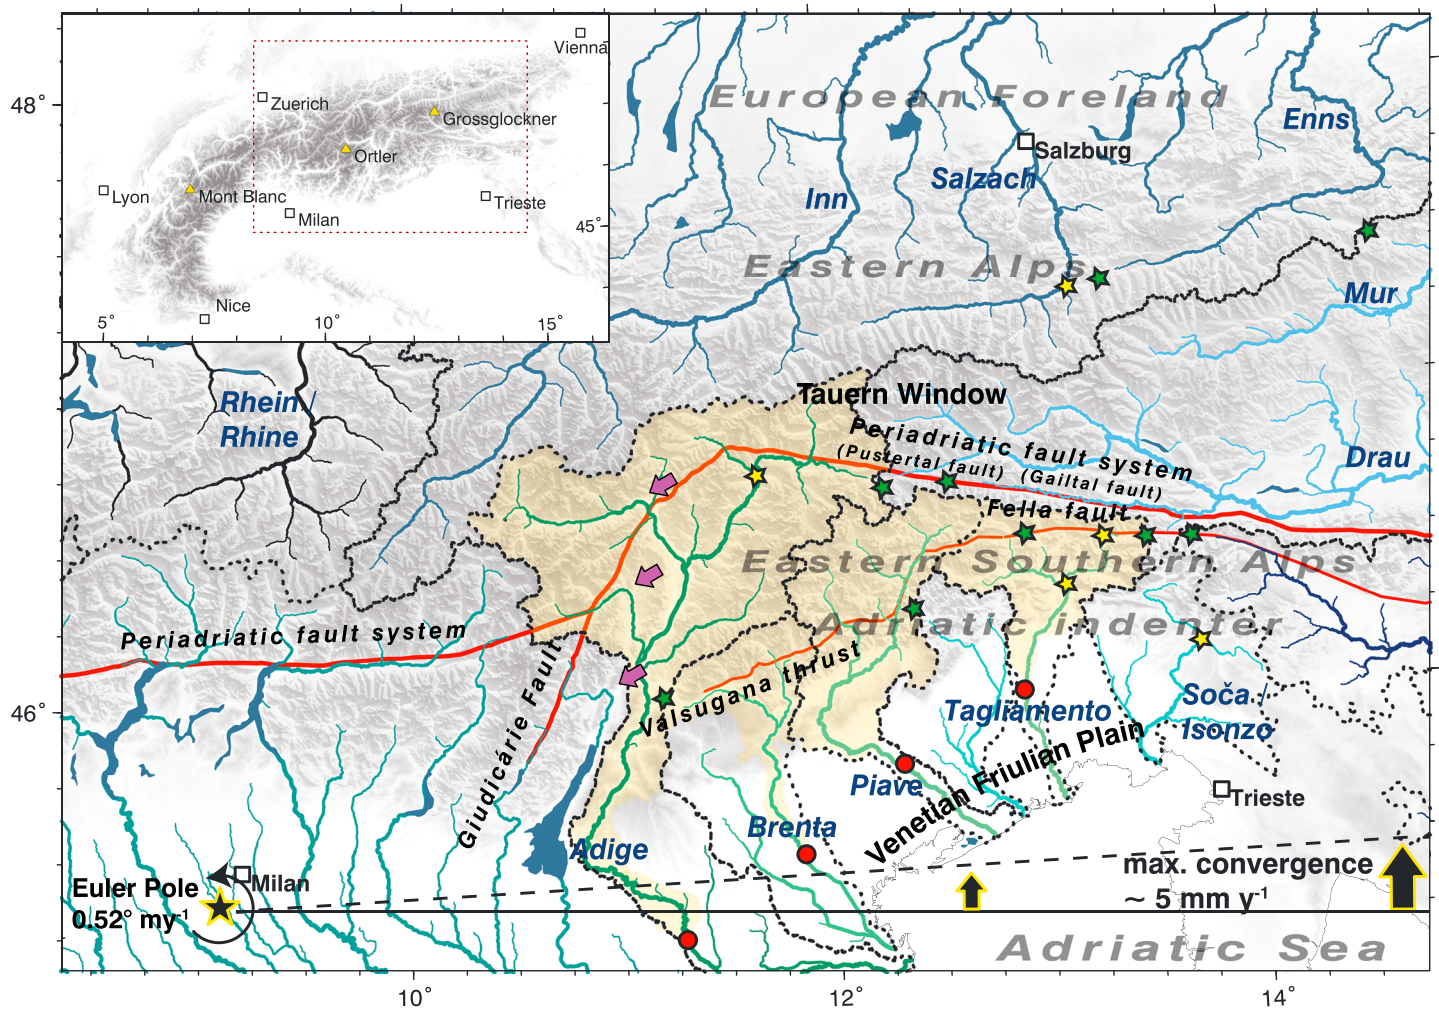 Vienna
Zuerich
Grossglockner
Ortler
Lyon
Mont Blanc
Trieste
Milan
45°
Nice
5°
10°
15°
48°
46°
European Foreland
Enns
Salzburg
Salzach
Inn
Eastern Alps
Mur
Rhein /
Rhine
Tauern Window
Periadriatic fault system
(Pustertal fault) (Gailtal fault)
Drau
Fella fault
Eastern Southern Alps
Adriatic indenter
Periadriatic fault system
Giudicárie Fault
Valsugana thrust
Tagliamento
Soča /
Isonzo
Venetian Friulian Plain
Piave
Trieste
Brenta
Adige
Milan
Euler Pole
0.52° my-1
max. convergence
~ 5 mm y-1
Adriatic Sea
10°
12°
14°